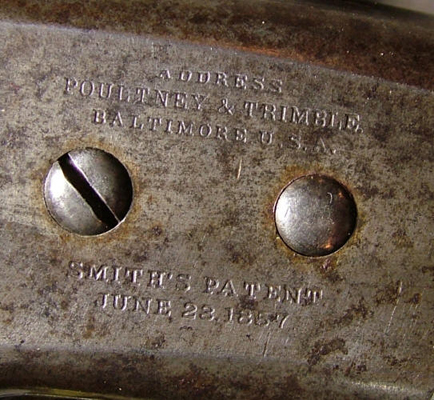 ADDRESS
POULTNEY & TRIMBLE,
BALTIMORE U.S.A.
SMITH'S PATENT
JUNE 23.1857